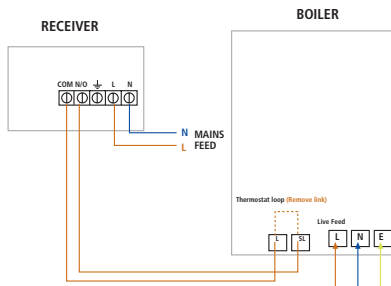 BOILER
RECEIVER
COM N/O L N
N MAINS
L FEED
Thermostat loop (Remove link)
Live Feed
L SL L N E